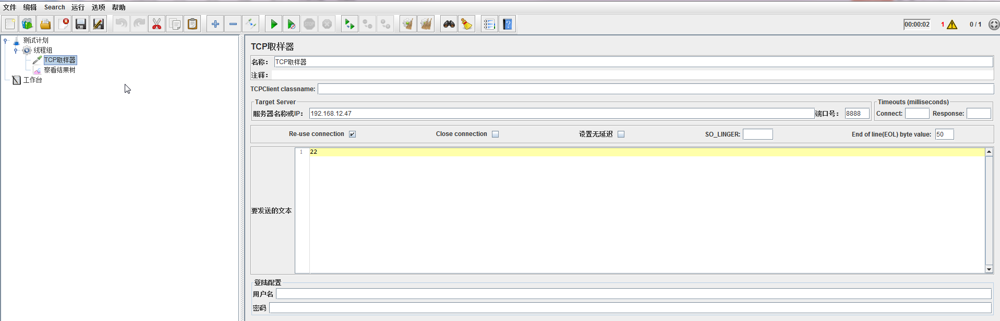 文件 编辑 Search 运行 选项 帮助
STOP
00:00:02 1 0 / 1
测试计划
线程组
TCP取样器
察看结果树
工作台
TCP取样器
名称： TCP取样器
注释：
TCPClient classname:
Target Server Timeouts (milliseconds)
服务器名称或IP： 192.168.12.47 端口号： 8888 Connect: Response:
Re-use connection Close connection 设置无延迟 SO_LINGER: End of line(EOL) byte value: 50
1 22
要发送的文本
登陆配置
用户名
密码